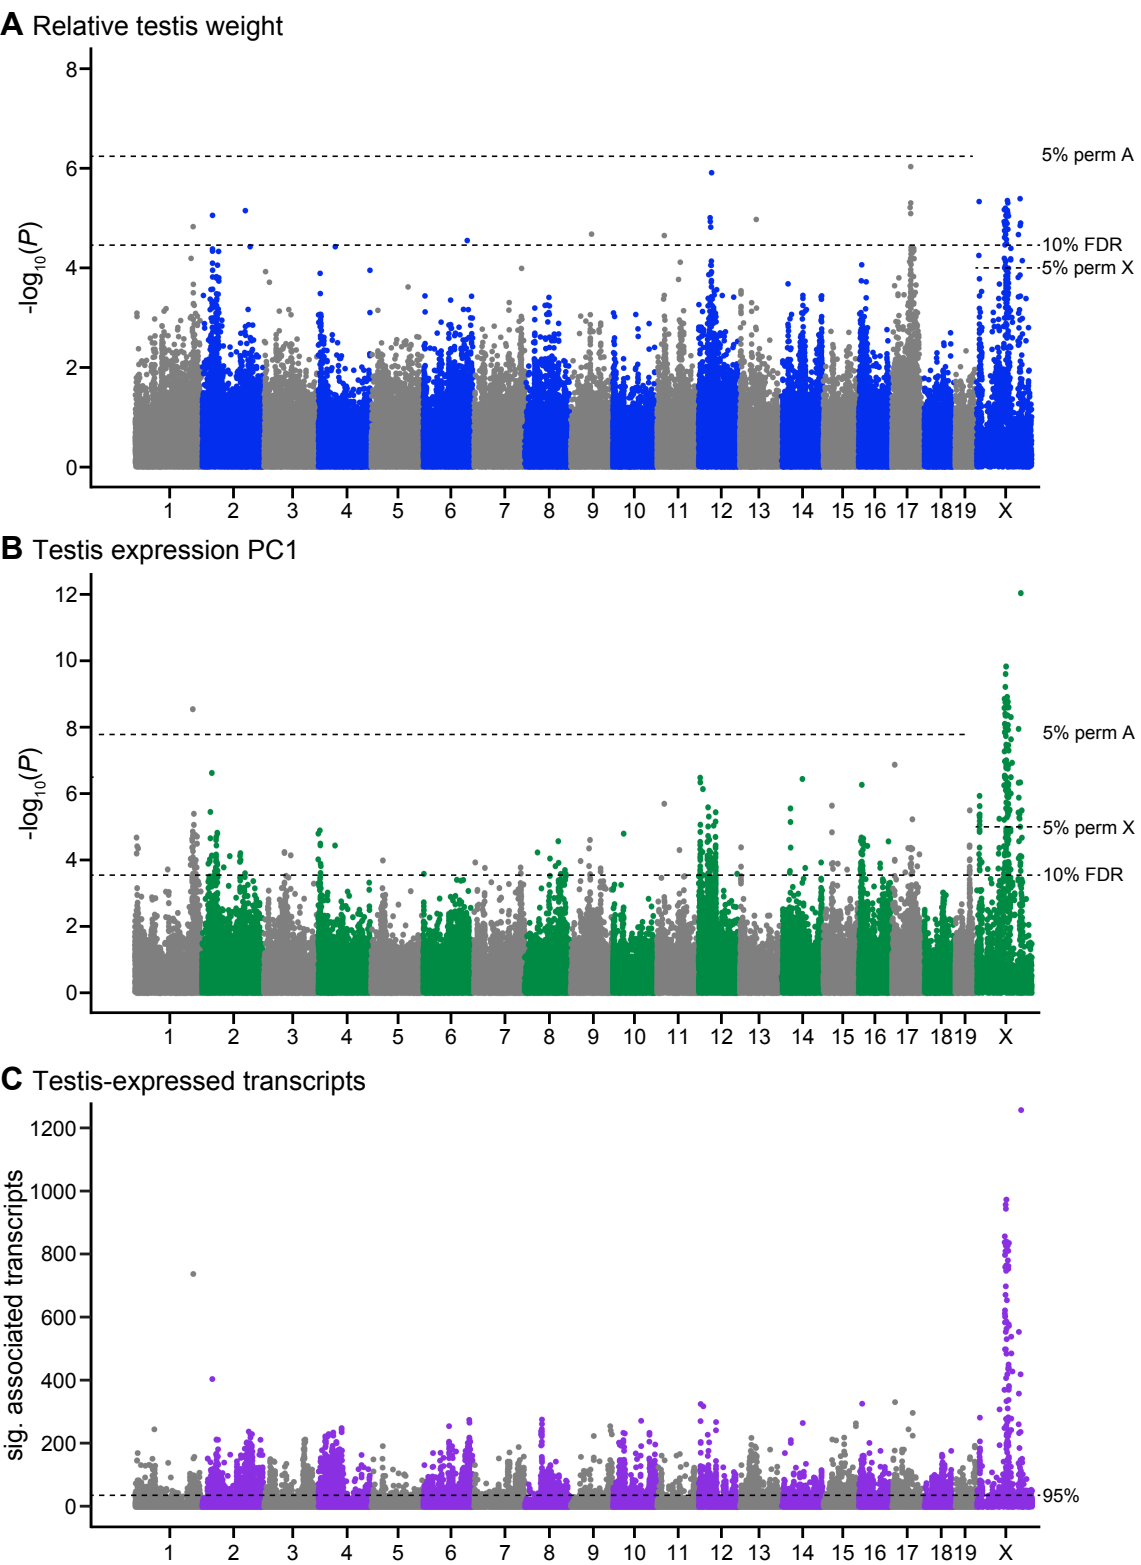 A Relative testis weight
8
6
4
2
0
-log10(P)
5% perm A
10% FDR
5% perm X
1 2 3 4 5 6 7 8 9 10 11 12 13 14 15 16 17 18 19 X
B Testis expression PC1
12
10
8
6
4
2
0
-log10(P)
5% perm A
5% perm X
10% FDR
1 2 3 4 5 6 7 8 9 10 11 12 13 14 15 16 17 18 19 X
C Testis-expressed transcripts
1200
1000
800
600
400
200
0
sig. associated transcripts
95%
1 2 3 4 5 6 7 8 9 10 11 12 13 14 15 16 17 18 19 X